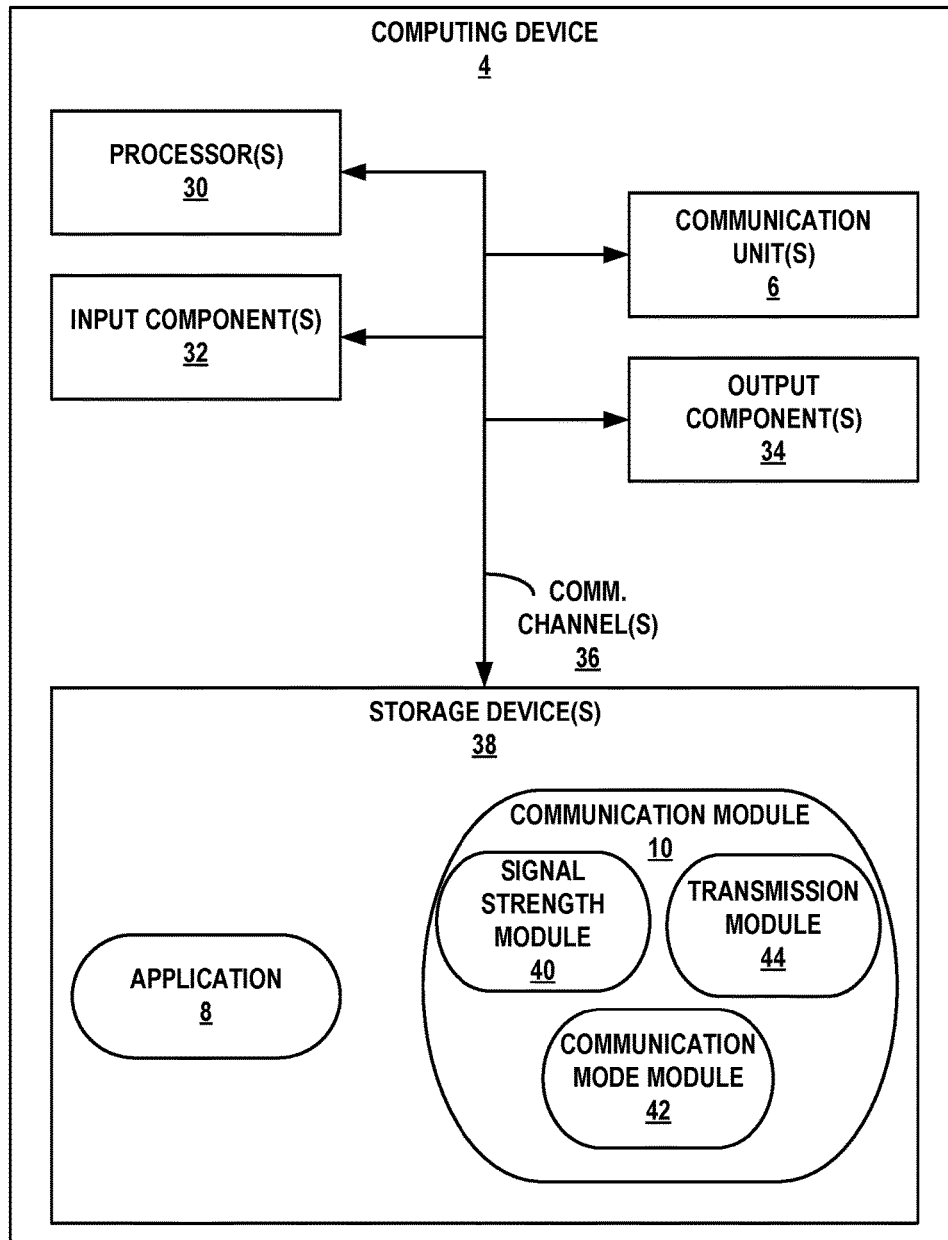 COMPUTING DEVICE
4
PROCESSOR(S)
30
COMMUNICATION
UNIT(S)
6
INPUT COMPONENT(S)
32
OUTPUT
COMPONENT(S)
34
COMM.
CHANNEL(S)
36
STORAGE DEVICE(S)
38
COMMUNICATION MODULE
10
SIGNAL
STRENGTH
MODULE
40
TRANSMISSION
MODULE
44
APPLICATION
8
COMMUNICATION
MODE MODULE
42